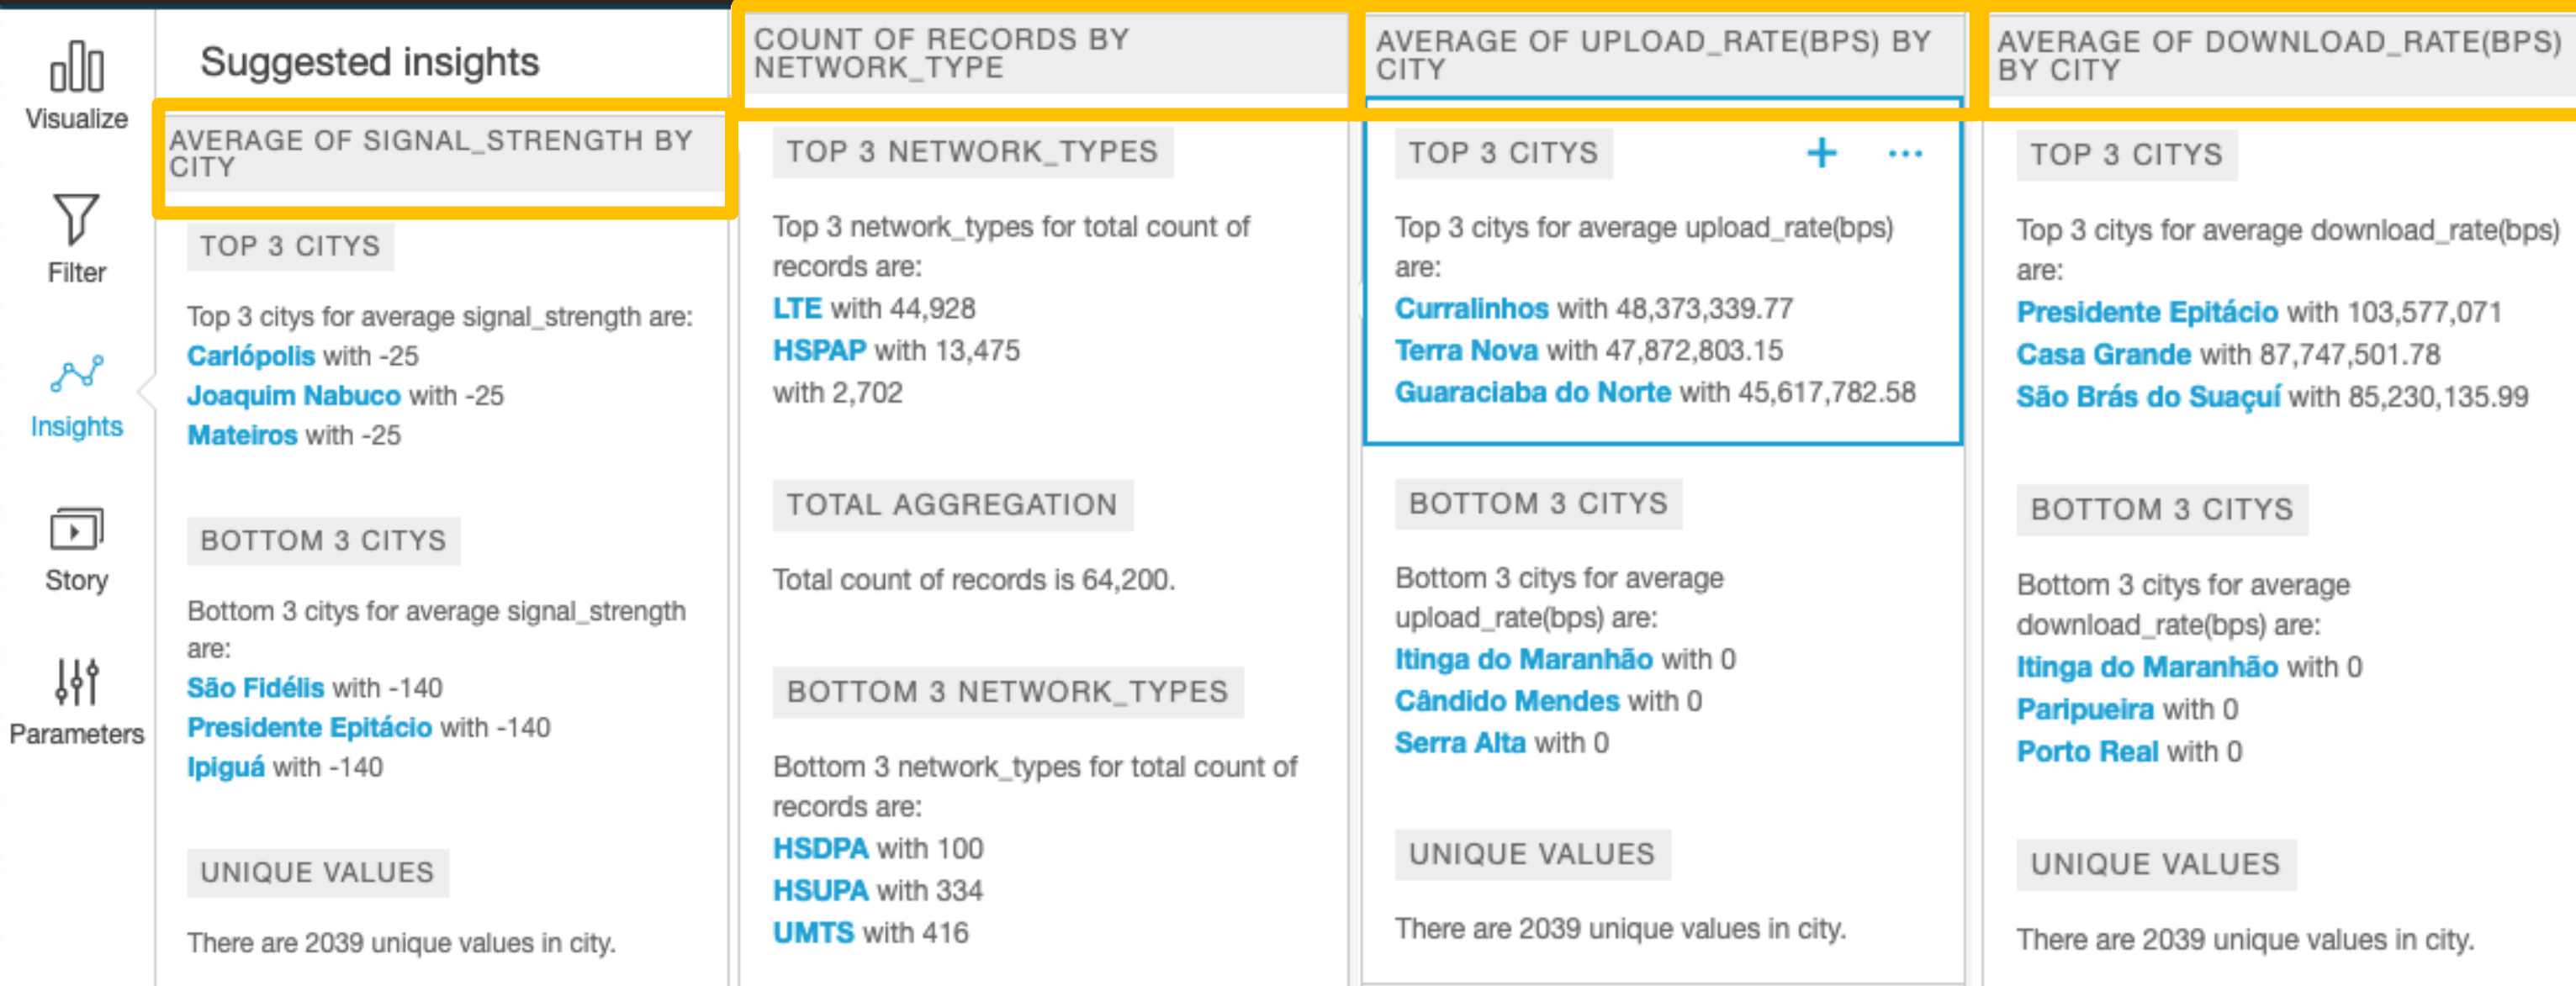 Visualize
Filter
Insights
Story
Parameters
Suggested insights
AVERAGE OF SIGNAL_STRENGTH BY
CITY
TOP 3 CITYS
Top 3 citys for average signal_strength are:
Carlópolis with -25
Joaquim Nabuco with -25
Mateiros with -25
BOTTOM 3 CITYS
Bottom 3 citys for average signal_strength
are:
São Fidélis with -140
Presidente Epitácio with -140
Ipiguá with -140
UNIQUE VALUES
There are 2039 unique values in city.
COUNT OF RECORDS BY
NETWORK_TYPE
TOP 3 NETWORK_TYPES
Top 3 network_types for total count of
records are:
LTE with 44,928
HSPAP with 13,475
with 2,702
TOTAL AGGREGATION
Total count of records is 64,200.
BOTTOM 3 NETWORK_TYPES
Bottom 3 network_types for total count of
records are:
HSDPA with 100
HSUPA with 334
UMTS with 416
AVERAGE OF UPLOAD_RATE(BPS) BY
CITY
TOP 3 CITYS
Top 3 citys for average upload_rate(bps)
are:
Curralinhos with 48,373,339.77
Terra Nova with 47,872,803.15
Guaraciaba do Norte with 45,617,782.58
BOTTOM 3 CITYS
Bottom 3 citys for average
upload_rate(bps) are:
Itinga do Maranhão with 0
Cândido Mendes with 0
Serra Alta with 0
UNIQUE VALUES
There are 2039 unique values in city.
AVERAGE OF DOWNLOAD_RATE(BPS)
BY CITY
TOP 3 CITYS
Top 3 citys for average download_rate(bps)
are:
Presidente Epitácio with 103,577,071
Casa Grande with 87,747,501.78
São Brás do Suaçuí with 85,230,135.99
BOTTOM 3 CITYS
Bottom 3 citys for average
download_rate(bps) are:
Itinga do Maranhão with 0
Paripueira with 0
Porto Real with 0
UNIQUE VALUES
There are 2039 unique values in city.